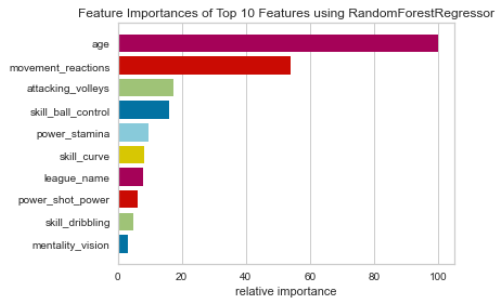 Feature Importances of Top 10 Features using RandomForestRegressor
age
movement_reactions
attacking_volleys
skill_ball_control
power_stamina
skill_curve
league_name
power_shot_power
skill_dribbling
mentality_vision
0 20 40 60 80 100
relative importance